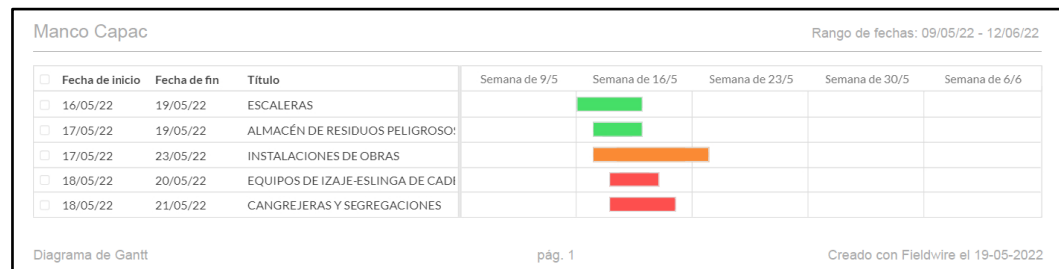 Manco Capac Rango de fechas: 09/05/22 - 12/06/22
Fecha de inicio Fecha de fin Título Semana de 9/5 Semana de 16/5 Semana de 23/5 Semana de 30/5 Semana de 6/6
16/05/22 19/05/22 ESCALERAS
17/05/22 19/05/22 ALMACÉN DE RESIDUOS PELIGROSOS
17/05/22 23/05/22 INSTALACIONES DE OBRAS
18/05/22 20/05/22 EQUIPOS DE IZAJE-ESLINGA DE
18/05/22 21/05/22 CANGREJERAS Y SEGREGACIONES
Diagrama de Gantt pág. 1 Creado con Fieldwire el 19-05-2022